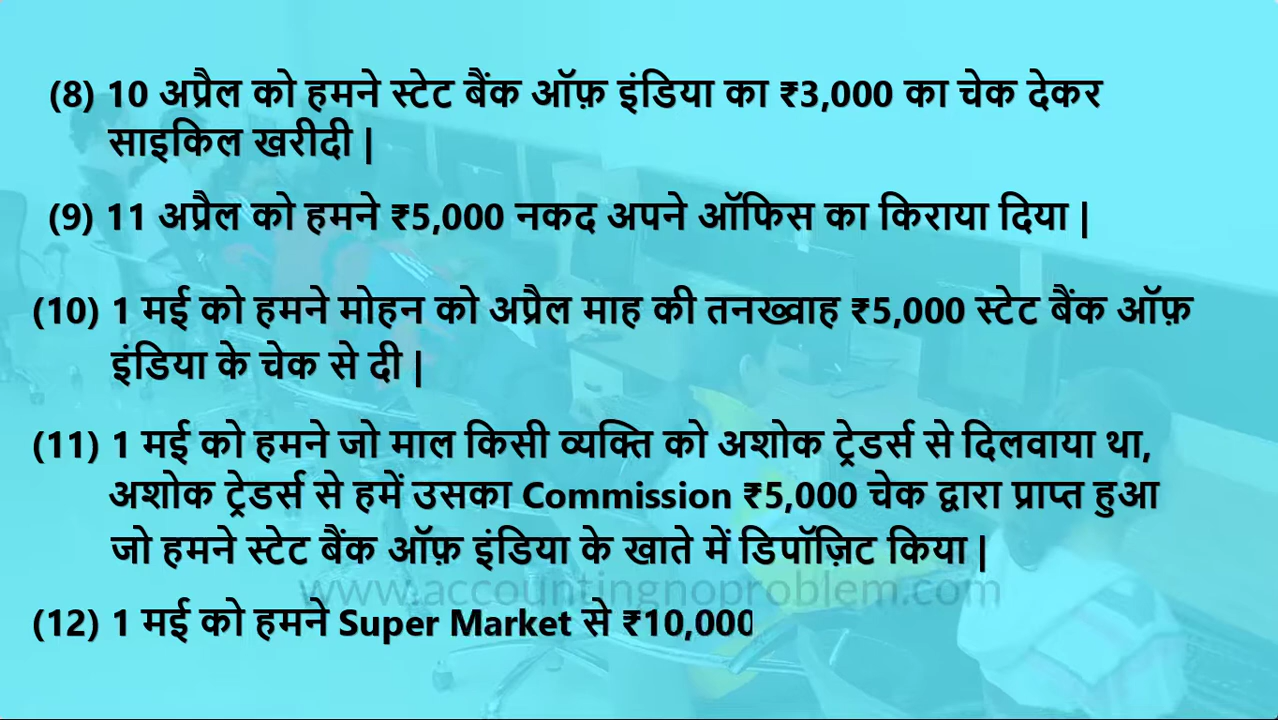 (8) 10 अप्रैल को हमने स्टेट बैंक ऑफ़ इंडिया का ₹3,000 का चेक देकर
साइकिल खरीदी |
(9) 11 अप्रैल को हमने ₹5,000 नकद अपने ऑफिस का किराया दिया |
(10) 1 मई को हमने मोहन को अप्रैल माह की तनख्वाह ₹5,000 स्टेट बैंक ऑफ़
इंडिया के चेक से दी |
(11) 1 मई को हमने जो माल किसी व्यक्ति को अशोक ट्रेडर्स से दिलवाया था,
अशोक ट्रेडर्स से हमें उसका Commission ₹5,000 चेक द्वारा प्राप्त हुआ
जो हमने स्टेट बैंक ऑफ़ इंडिया के खाते में डिपॉज़िट किया |
www.accountingnoproblem.com
(12) 1 मई को हमने Super Market से ₹10,000